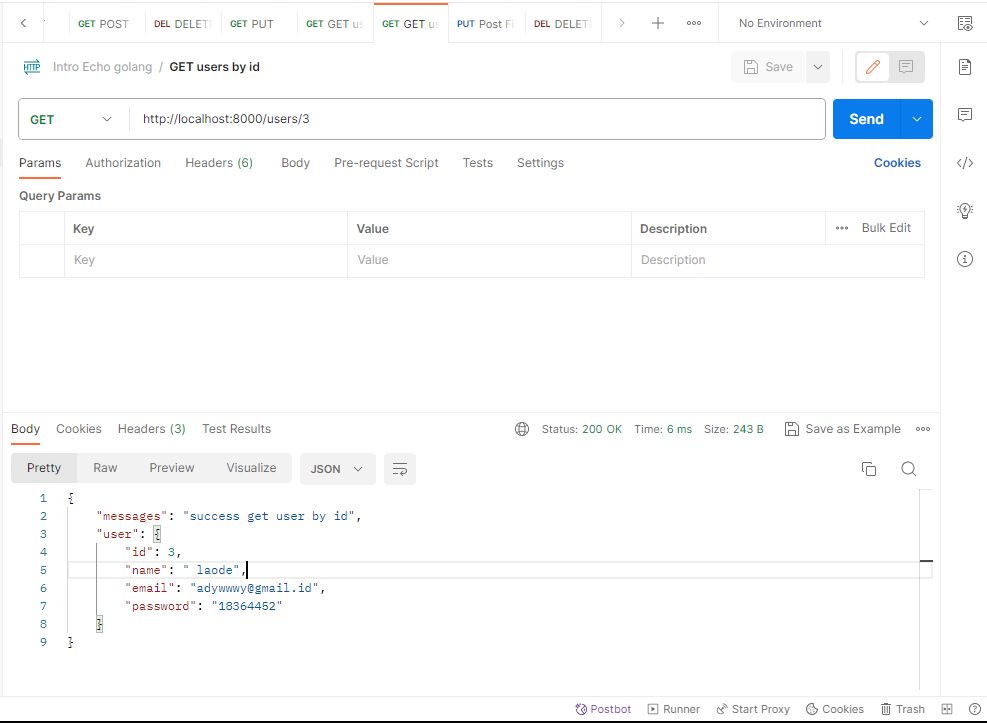 GET POST DEL DELET GET PUT GET GET us GET GET us PUT Post Fi DEL DELET No Environment
HTTP Intro Echo golang / GET users by id Save
GET http://localhost:8000/users/3 Send
Params Authorization Headers (6) Body Pre-request Script Tests Settings Cookies
Query Params
Key Value Description Bulk Edit
Key Value Description
Body Cookies Headers (3) Test Results Status: 200 OK Time: 6 ms Size: 243 B Save as Example
Pretty Raw Preview Visualize JSON
1 {
2 "messages": "success get user by id",
3 "user": {
4 "id": 3,
5 "name": " laode",
6 "email": "adywwwy@gmail.id",
7 "password": "18364452"
8 }
9 }
Postbot Runner Start Proxy Cookies Trash